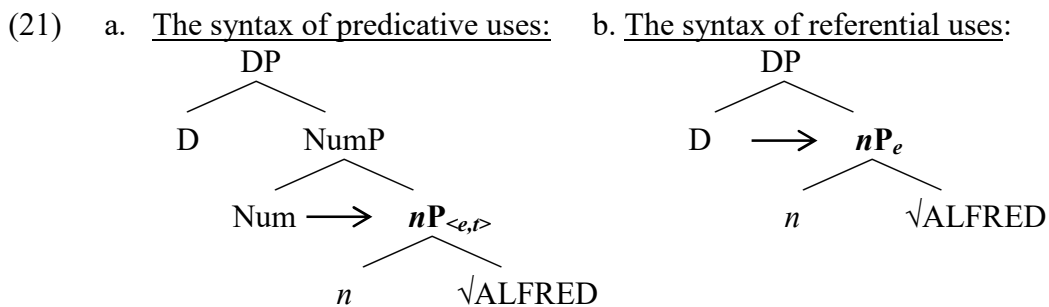 (21) a. The syntax of predicative uses: b. The syntax of referential uses:
DP DP
D NumP D → nPe
Num → nP<e,t> n √ALFRED
n √ALFRED